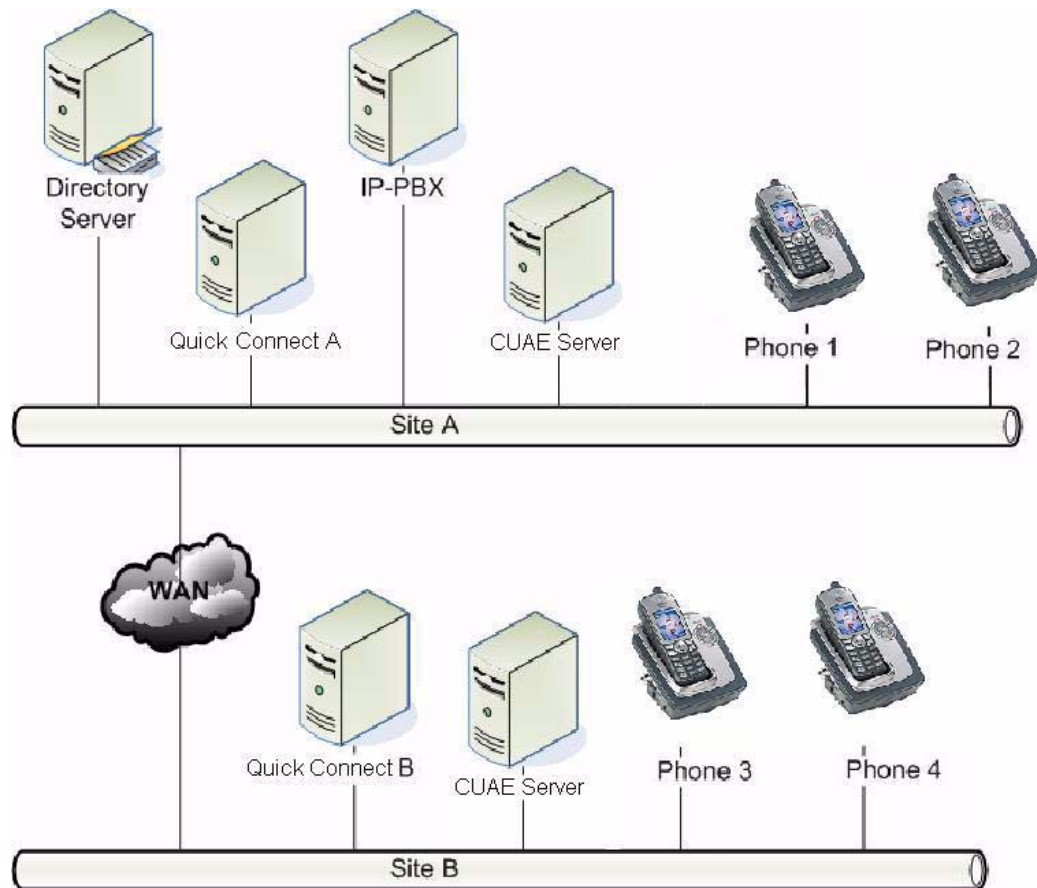 Directory
Server
IP-PBX
Quick Connect A
CUAE Server
Phone 1
Phone 2
Site A
WAN
Quick Connect B
CUAE Server
Phone 3
Phone 4
Site B